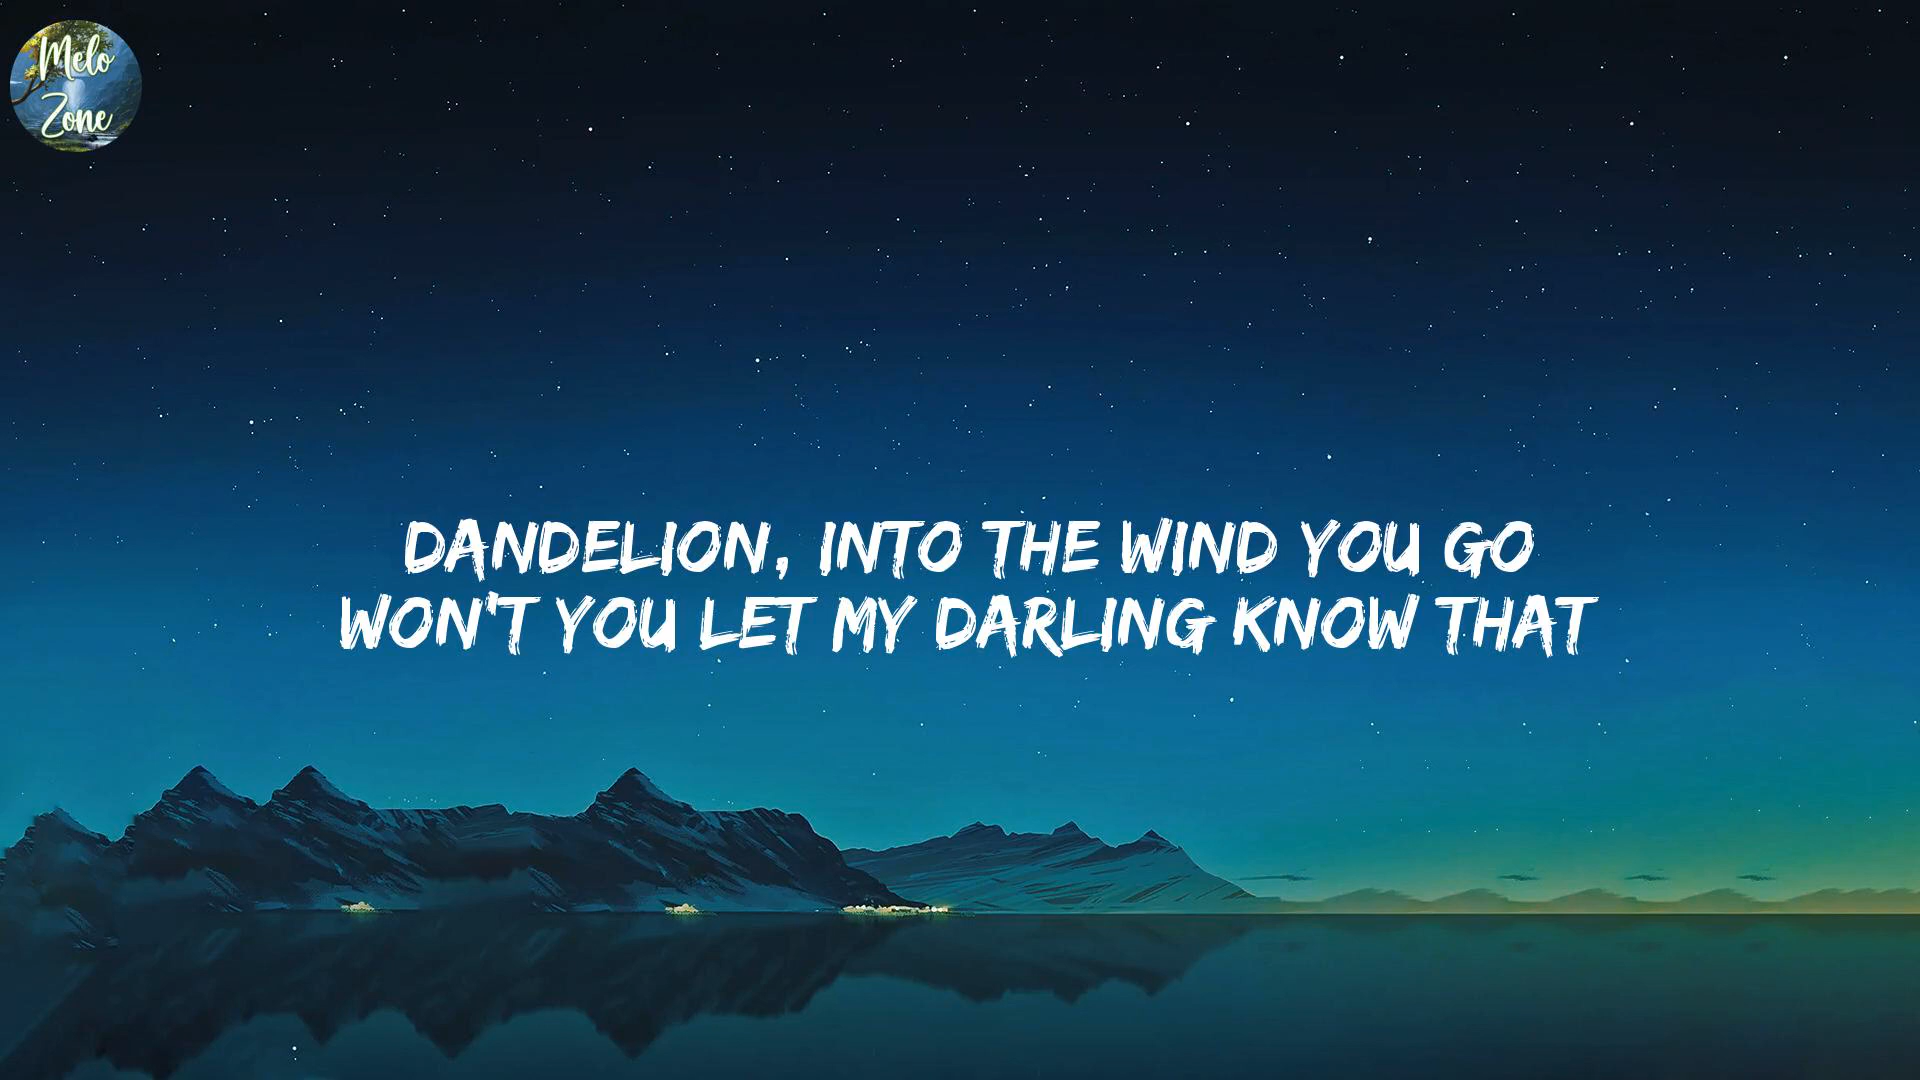 Melo
Zone
DANDELION, INTO THE WIND YOU GO
WON'T YOU LET MY DARLING KNOW THAT